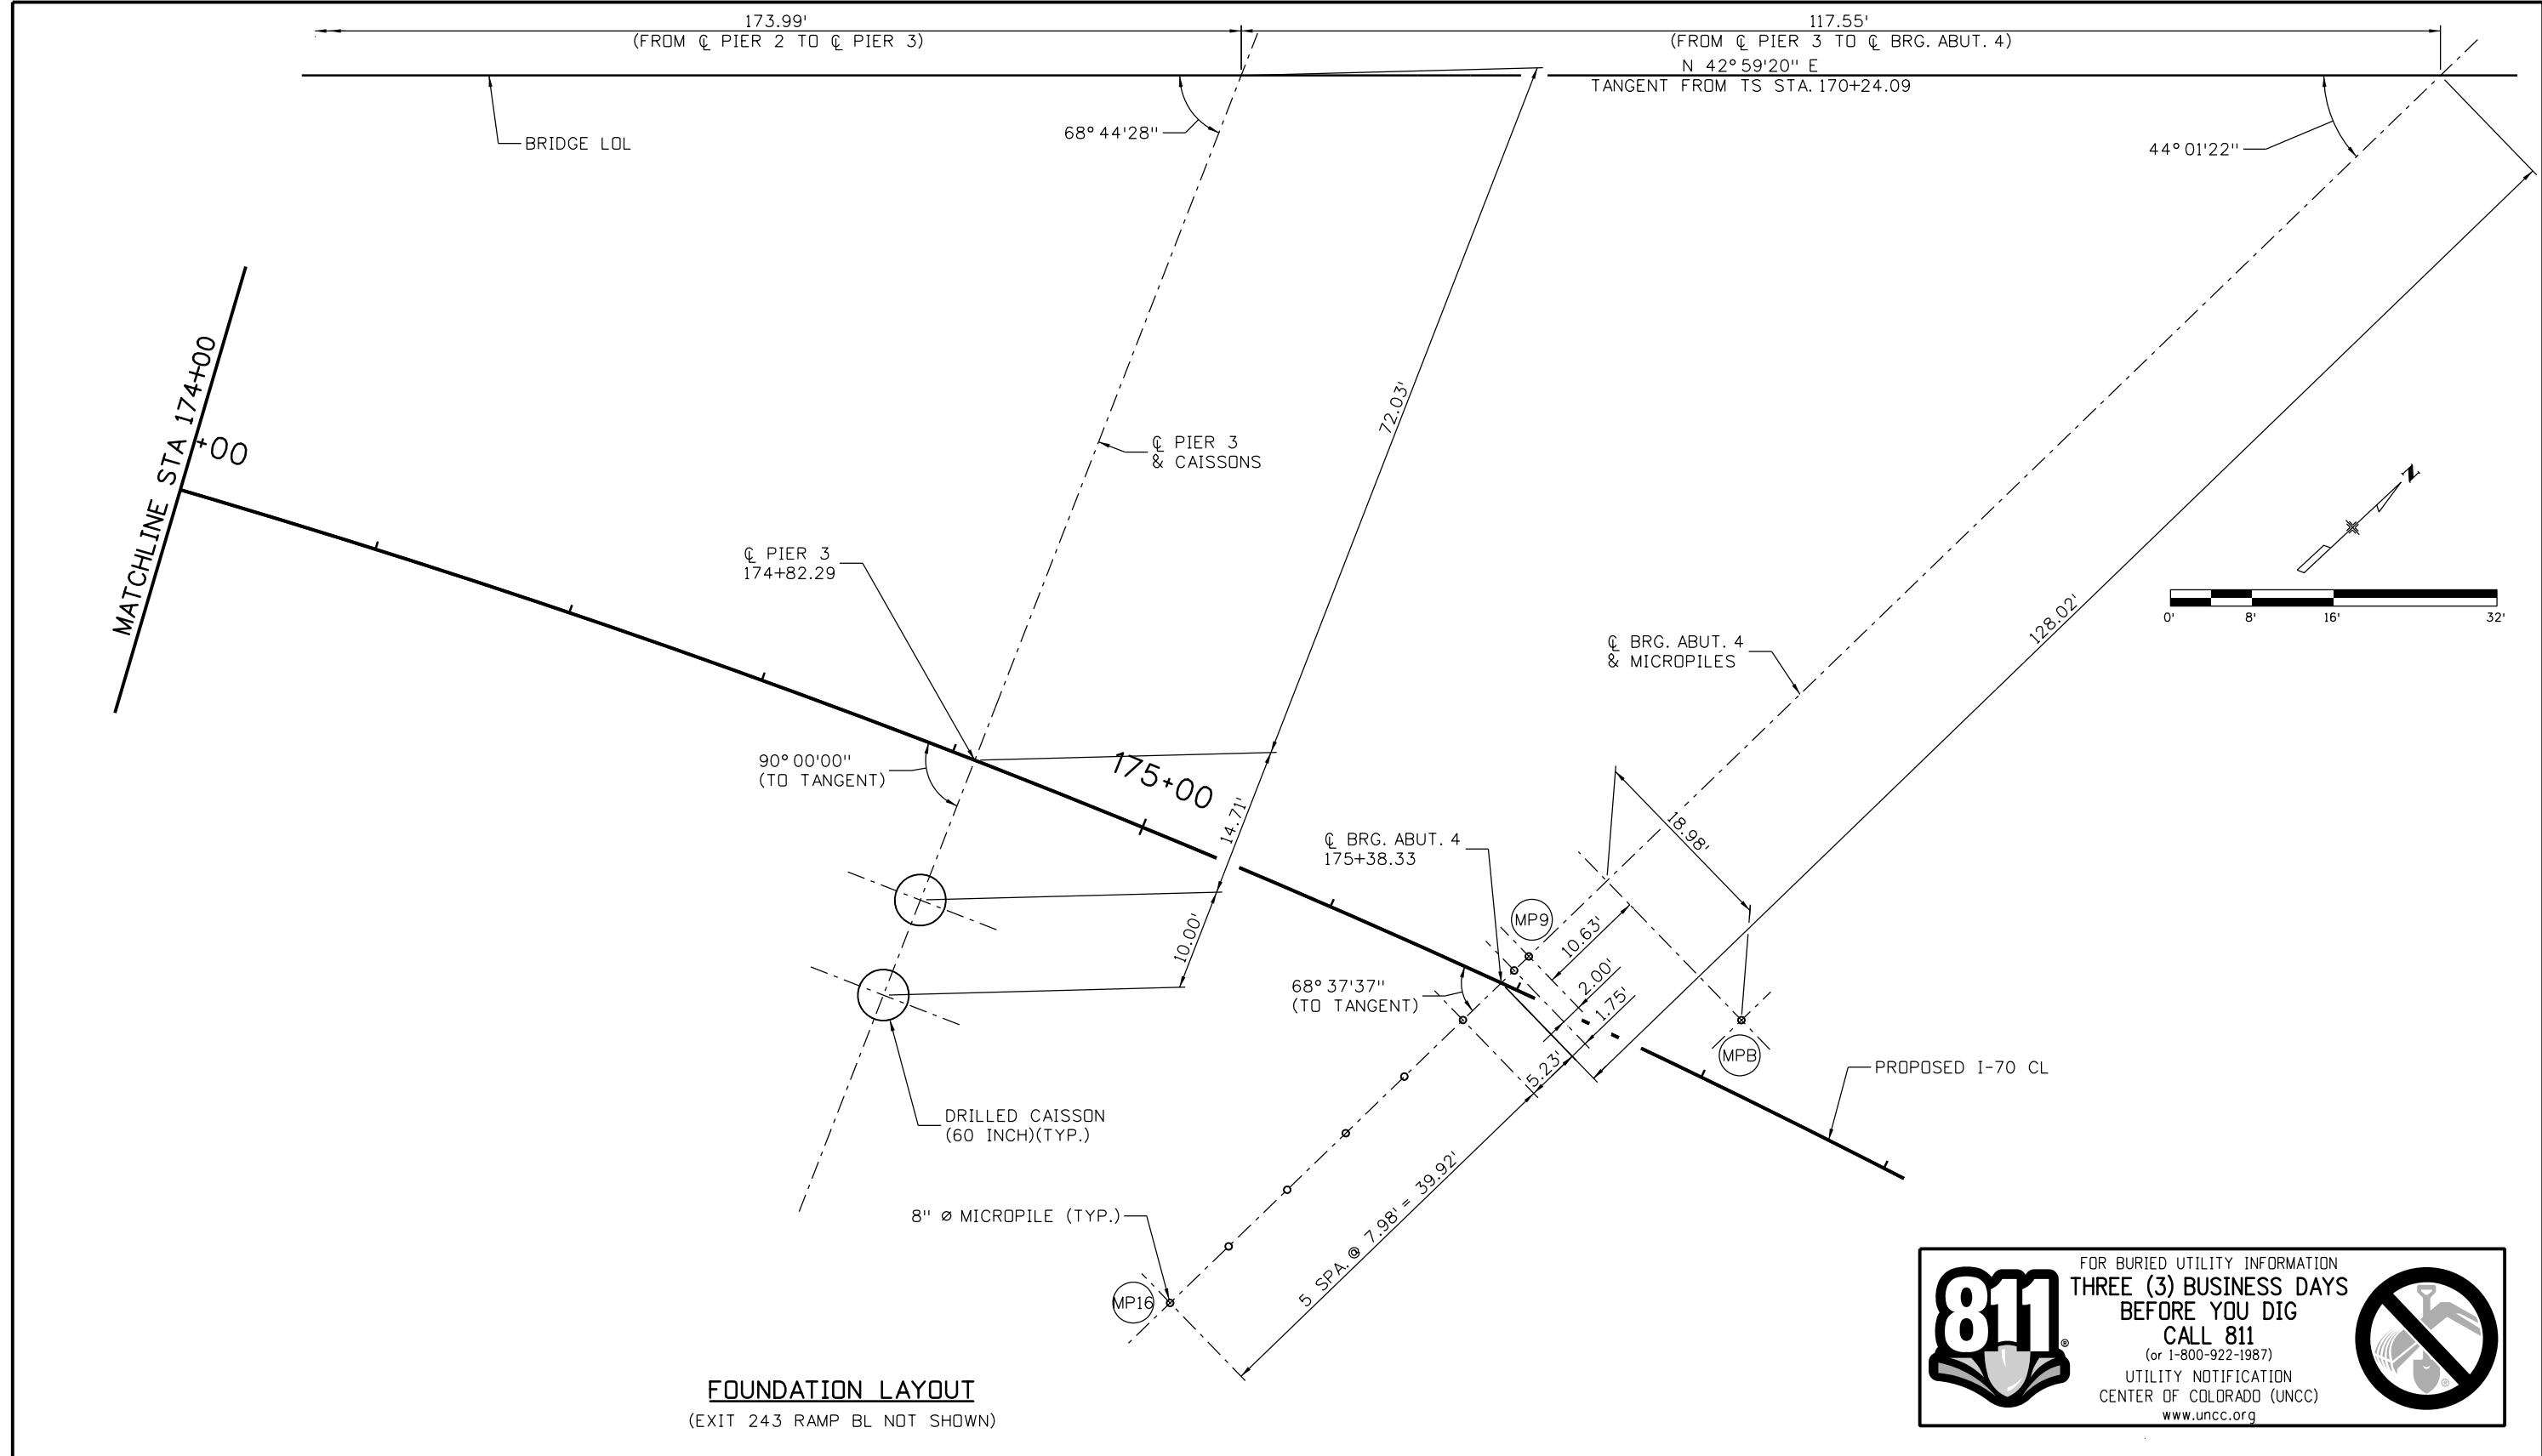 173.99'
(FROM ℄ PIER 2 TO ℄ PIER 3)
117.55'
(FROM ℄ PIER 3 TO ℄ BRG. ABUT. 4)
N 42°59'20" E
TANGENT FROM TS STA. 170+24.09
BRIDGE LOL
68°44'28"
44°01'22"
MATCHLINE STA 174+00
+00
72.03'
℄ PIER 3
& CAISSONS
℄ PIER 3
174+82.29
N
0'
8'
16'
32'
128.02'
℄ BRG. ABUT. 4
& MICROPILES
90°00'00"
(TO TANGENT)
175+00
14.71'
18.98'
℄ BRG. ABUT. 4
175+38.33
MP9
10.63'
10.00'
2.00'
1.75'
68°37'37"
(TO TANGENT)
5.23'
MPB
PROPOSED I-70 CL
DRILLED CAISSON
(60 INCH)(TYP.)
5 SPA. @ 7.98' = 39.92'
8" Ø MICROPILE (TYP.)
MP16
FOUNDATION LAYOUT
(EXIT 243 RAMP BL NOT SHOWN)
811®
FOR BURIED UTILITY INFORMATION
THREE (3) BUSINESS DAYS
BEFORE YOU DIG
CALL 811
(or 1-800-922-1987)
UTILITY NOTIFICATION
CENTER OF COLORADO (UNCC)
www.uncc.org
®